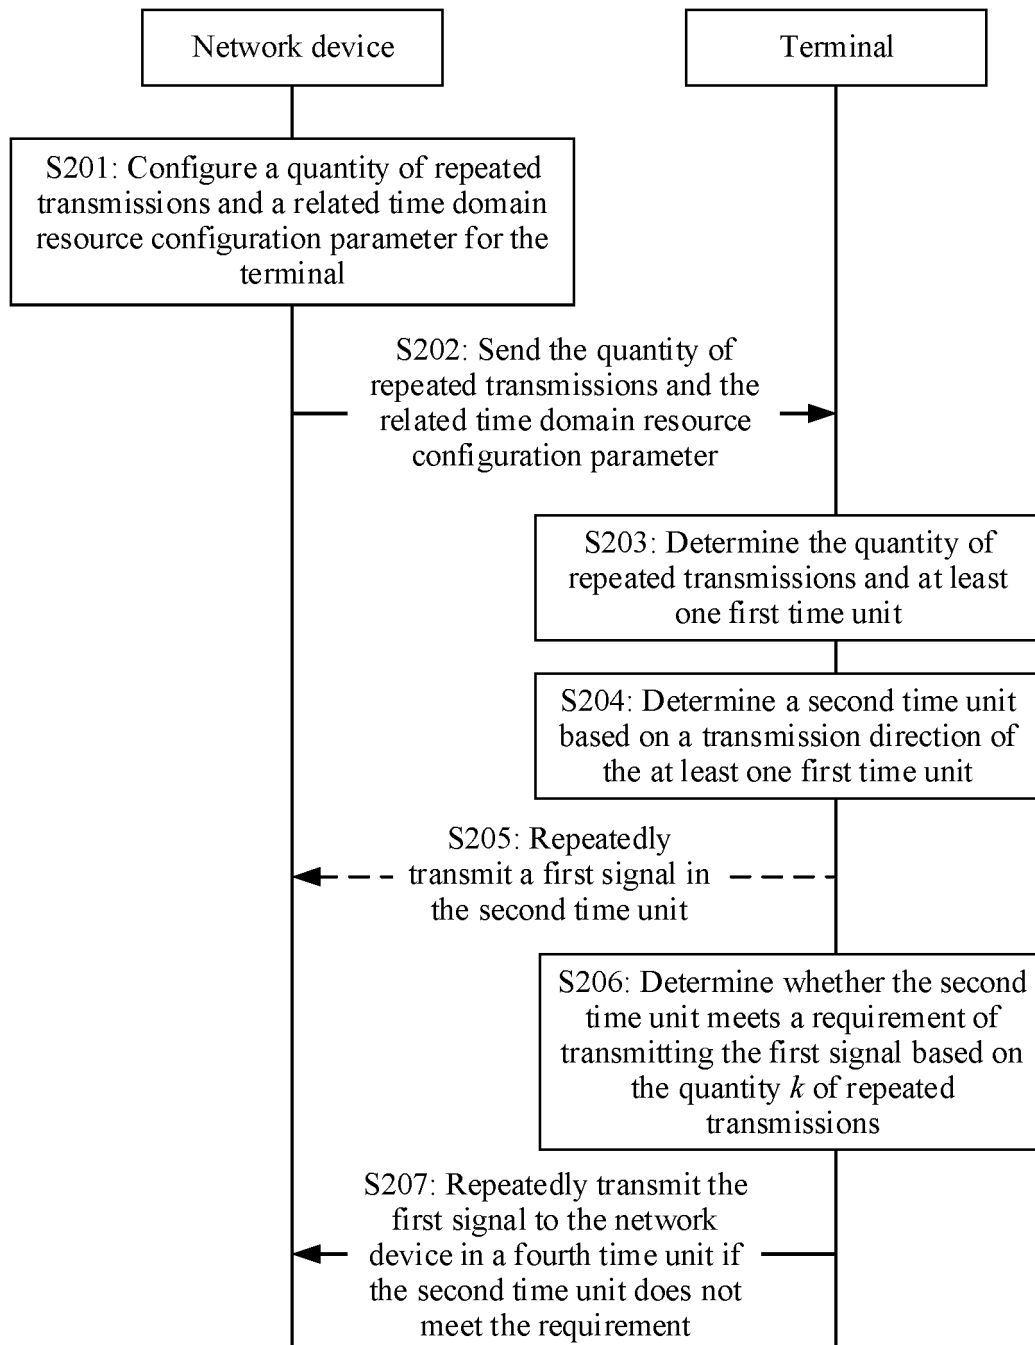 Network device
Terminal
S201: Configure a quantity of repeated
transmissions and a related time domain
resource configuration parameter for the
terminal
S202: Send the quantity of
repeated transmissions and the
related time domain resource
configuration parameter
S203: Determine the quantity of
repeated transmissions and at least
one first time unit
S204: Determine a second time unit
based on a transmission direction of
the at least one first time unit
S205: Repeatedly
transmit a first signal in
the second time unit
S206: Determine whether the second
time unit meets a requirement of
transmitting the first signal based on
the quantity k of repeated
transmissions
S207: Repeatedly transmit the
first signal to the network
device in a fourth time unit if
the second time unit does not
meet the requirement